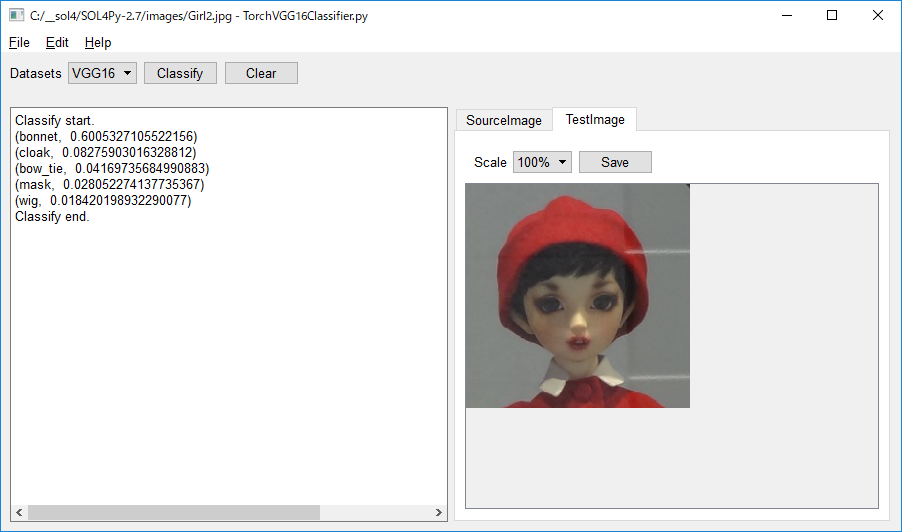 C:/__sol4/SOL4Py-2.7/images/Girl2.jpg - TorchVGG16Classifier.py
File Edit Help
Datasets VGG16 Classify Clear
Classify start.
(bonnet, 0.6005327105522156)
(cloak, 0.08275903016328812)
(bow_tie, 0.04169735684990883)
(mask, 0.028052274137735367)
(wig, 0.018420198932290077)
Classify end.
SourceImage TestImage
Scale 100% Save